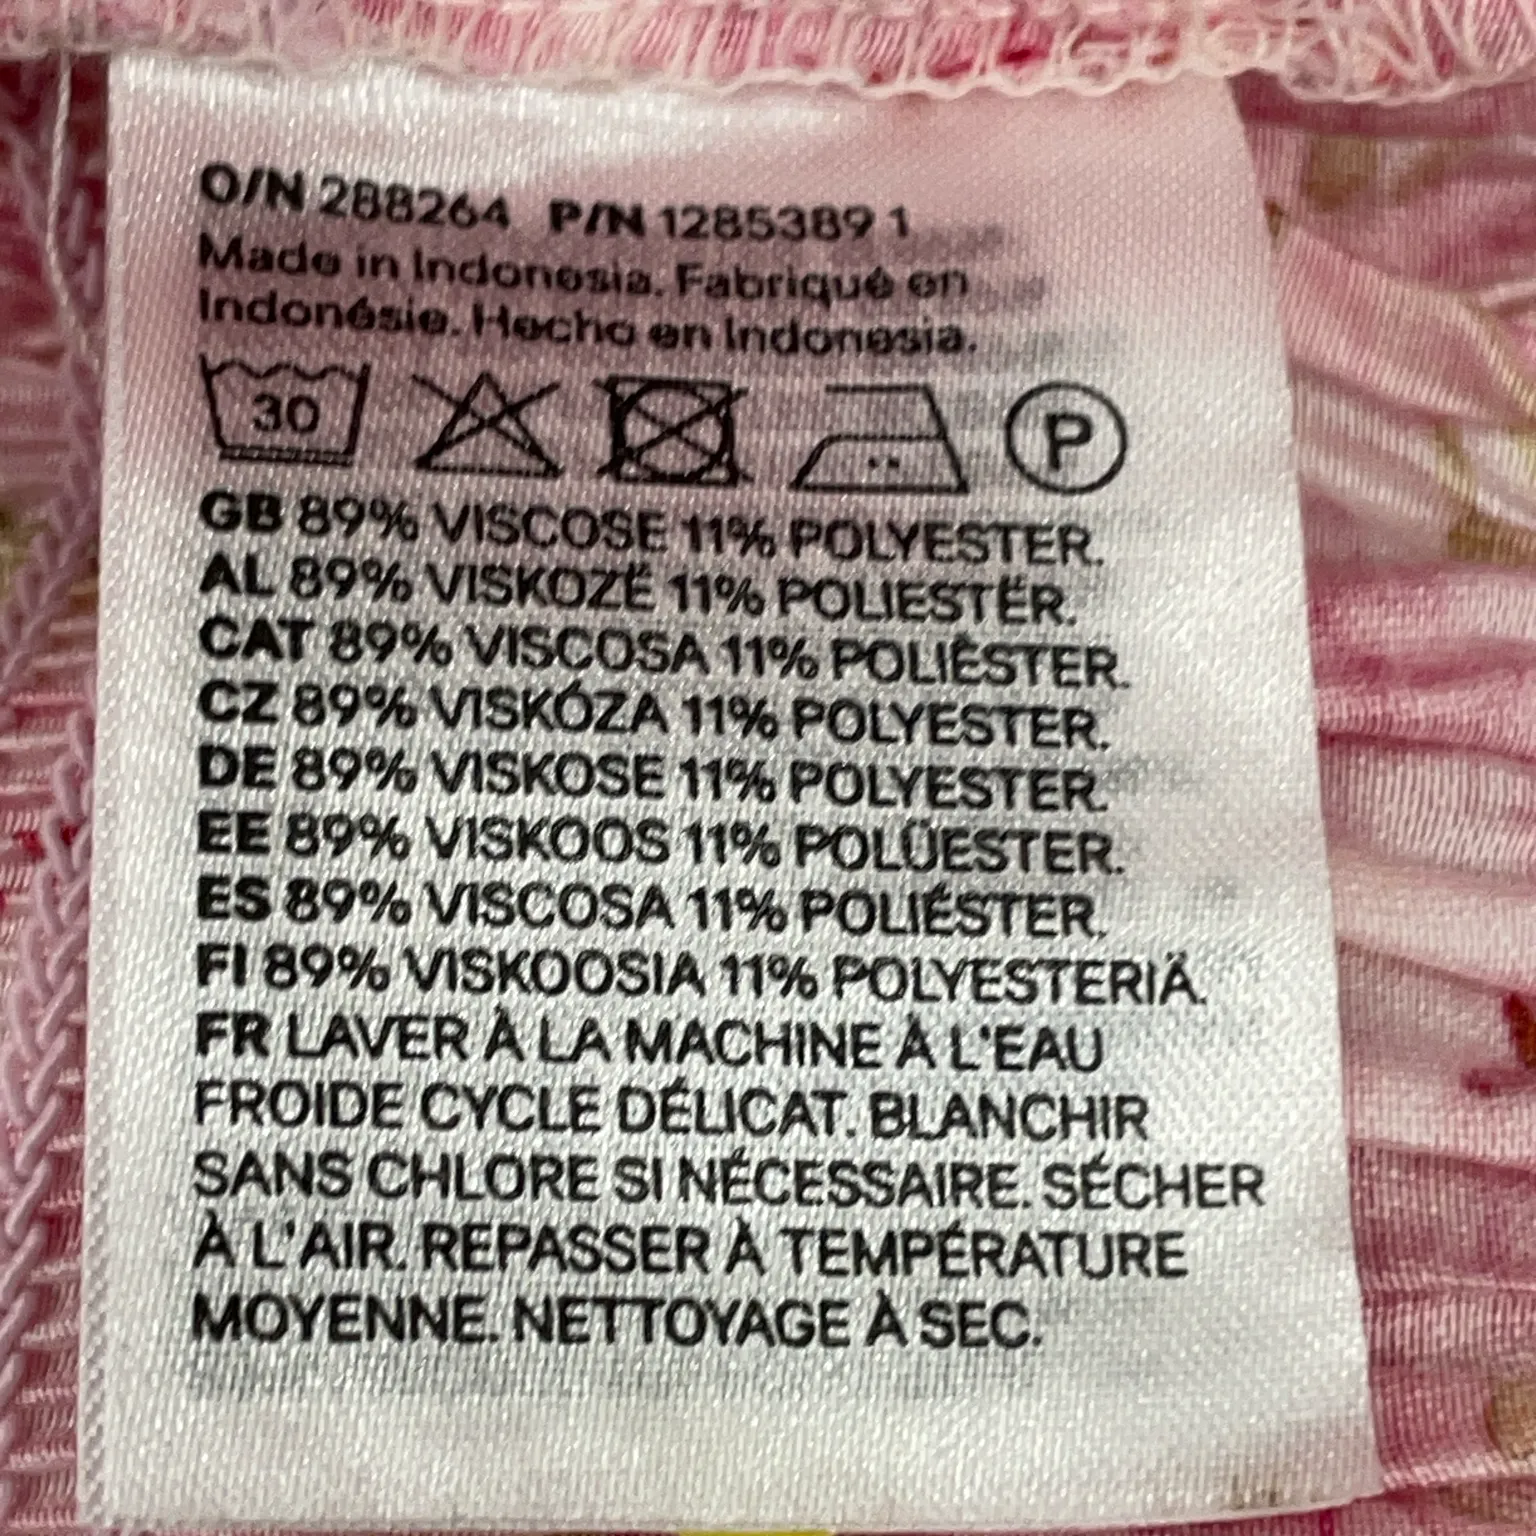 O/N 288264 P/N 1285389 1
Made in Indonesia. Fabriqué en
Indonésie. Hecho en Indonesia.
30 P
GB 89% VISCOSE 11% POLYESTER.
AL 89% VISKOZË 11% POLIESTËR.
CAT 89% VISCOSA 11% POLIÈSTER.
CZ 89% VISKÓZA 11% POLYESTER.
DE 89% VISKOSE 11% POLYESTER.
EE 89% VISKOOS 11% POLÜESTER.
ES 89% VISCOSA 11% POLIÉSTER.
FI 89% VISKOOSIA 11% POLYESTERIÄ.
FR LAVER À LA MACHINE À L'EAU
FROIDE CYCLE DÉLICAT. BLANCHIR
SANS CHLORE SI NÉCESSAIRE. SÉCHER
À L'AIR. REPASSER À TEMPÉRATURE
MOYENNE. NETTOYAGE À SEC.